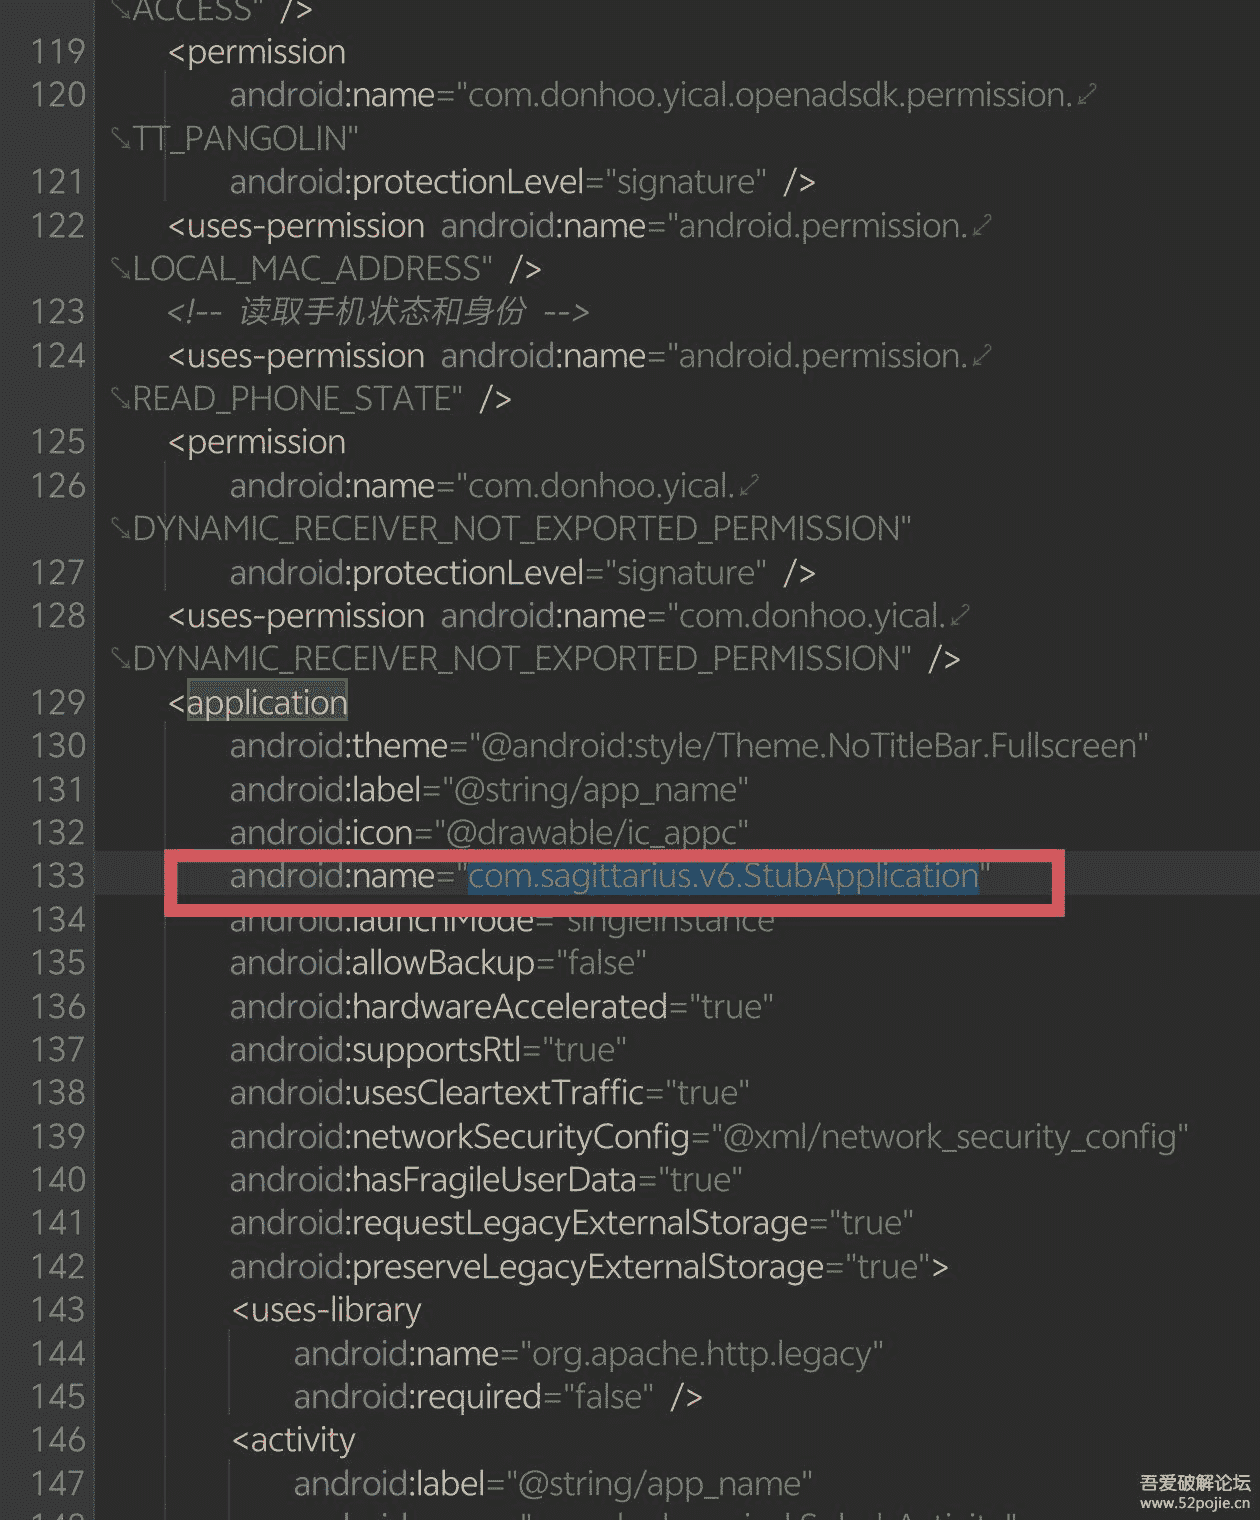 ACCESS" />
119 <permission
120 android:name="com.donhoo.yical.openadsdk.permission.
TT_PANGOLIN"
121 android:protectionLevel="signature" />
122 <uses-permission android:name="android.permission.
LOCAL_MAC_ADDRESS" />
123 <!-- 读取手机状态和身份 -->
124 <uses-permission android:name="android.permission.
READ_PHONE_STATE" />
125 <permission
126 android:name="com.donhoo.yical.
DYNAMIC_RECEIVER_NOT_EXPORTED_PERMISSION"
127 android:protectionLevel="signature" />
128 <uses-permission android:name="com.donhoo.yical.
DYNAMIC_RECEIVER_NOT_EXPORTED_PERMISSION" />
129 <application
130 android:theme="@android:style/Theme.NoTitleBar.Fullscreen"
131 android:label="@string/app_name"
132 android:icon="@drawable/ic_appc"
133 android:name="com.sagittarius.v6.StubApplication"
134 android:launchMode="singleInstance"
135 android:allowBackup="false"
136 android:hardwareAccelerated="true"
137 android:supportsRtl="true"
138 android:usesCleartextTraffic="true"
139 android:networkSecurityConfig="@xml/network_security_config"
140 android:hasFragileUserData="true"
141 android:requestLegacyExternalStorage="true"
142 android:preserveLegacyExternalStorage="true">
143 <uses-library
144 android:name="org.apache.http.legacy"
145 android:required="false" />
146 <activity
147 android:label="@string/app_name"
吾爱破解论坛
www.52pojie.cn